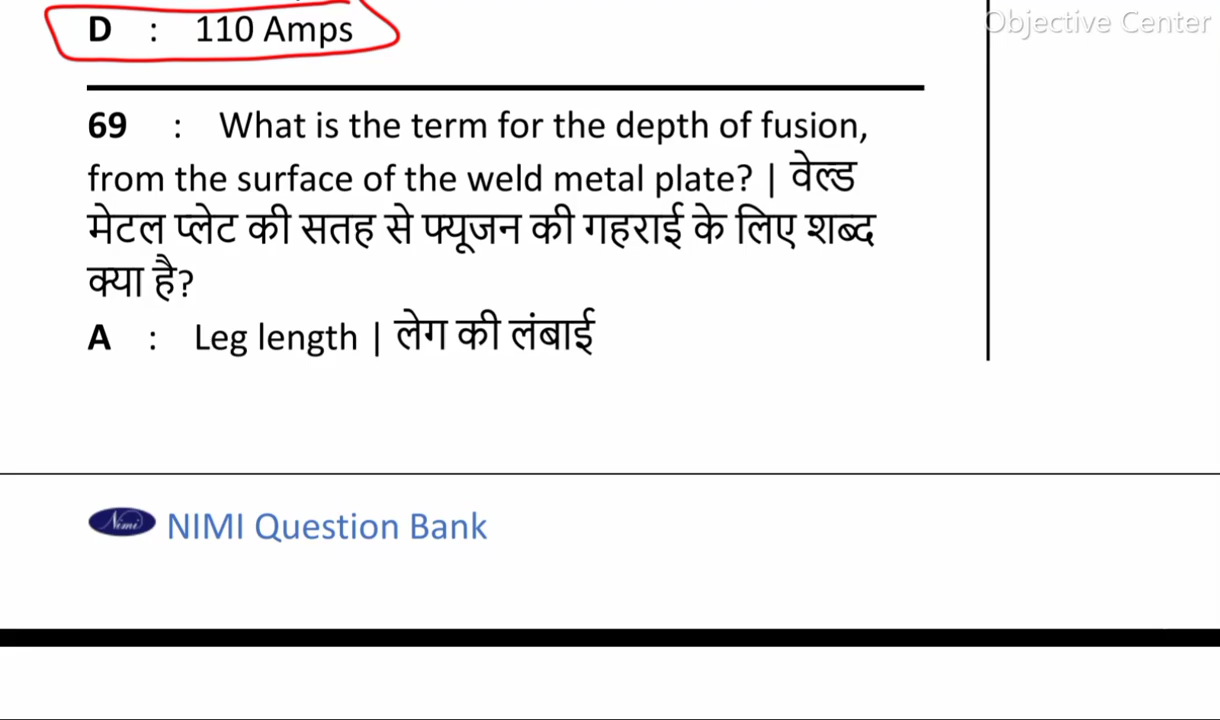 D : 110 Amps
Objective Center
69 : What is the term for the depth of fusion,
from the surface of the weld metal plate? | वेल्ड
मेटल प्लेट की सतह से फ्यूजन की गहराई के लिए शब्द
क्या है?
A : Leg length | लेग की लंबाई
Nimi NIMI Question Bank